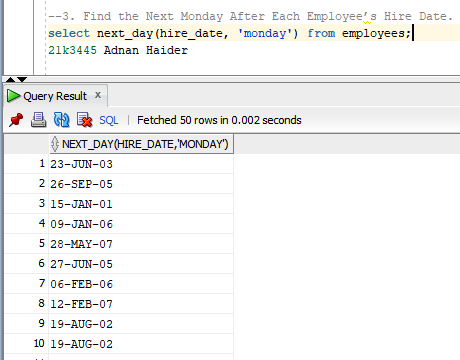 --3. Find the Next Monday After Each Employee’s Hire Date.
select next_day(hire_date, 'monday') from employees;
21k3445 Adnan Haider
Query Result x
SQL | Fetched 50 rows in 0.002 seconds
NEXT_DAY(HIRE_DATE,'MONDAY')
1 23-JUN-03
2 26-SEP-05
3 15-JAN-01
4 09-JAN-06
5 28-MAY-07
6 27-JUN-05
7 06-FEB-06
8 12-FEB-07
9 19-AUG-02
10 19-AUG-02